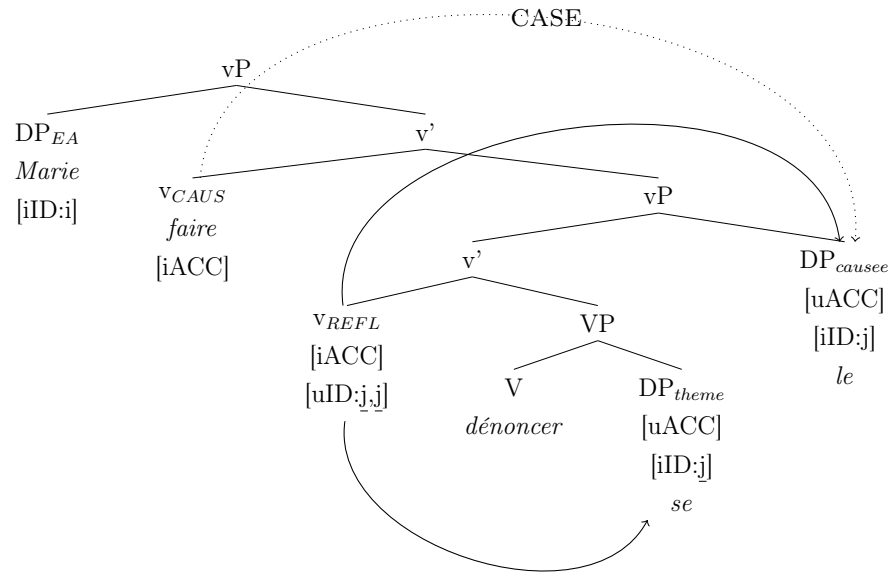 CASE
vP
DP_EA
Marie
[iID:i]
v'
v_CAUS
faire
[iACC]
vP
v'
DP_causee
[uACC]
[iID:j]
le
v_REFL
[iACC]
[uID:j̲,j̲]
VP
V
dénoncer
DP_theme
[uACC]
[iID:j̲]
se